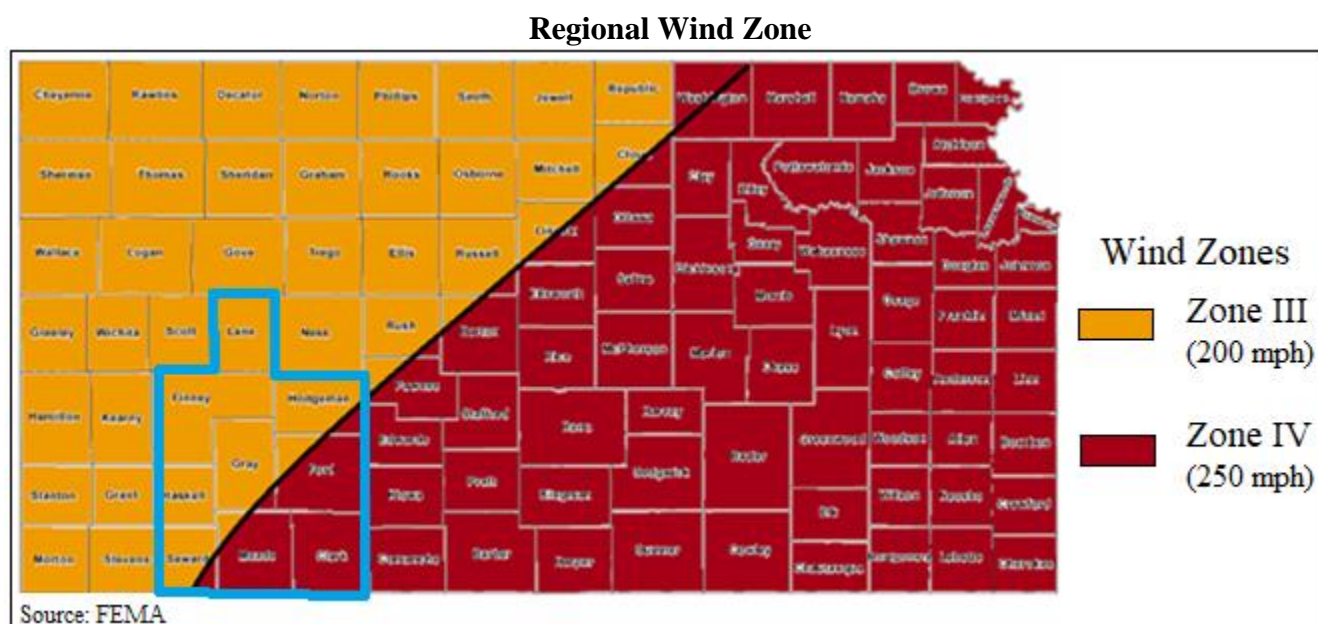 Regional Wind Zone
Cheyenne Rawlins Decator Norton Phillips Smith Jewell Republic Washington Marshall Nemaha Brown
Sherman Thomas Sheridan Graham Rooks Osborne Mitchell Cloud Clay Riley Pottawatomie Jackson Atchison Jefferson
Wallace Logan Gove Trego Ellis Russell Ottawa Saline Dickinson Geary Wabaunsee Shawnee Douglas Johnson
Greeley Wichita Scott Lane Ness Rush Barton Ellsworth Rice McPherson Marion Morris Chase Lyon Osage Franklin Miami
Hamilton Kearny Finney Hodgeman Pawnee Stafford Edwards Reno Harvey Sedgwick Butler Greenwood Coffey Anderson Linn Woodson Allen Bourbon
Stanton Grant Haskell Gray Ford Kiowa Pratt Kingman Elk Wilson Neosho Crawford
Morton Stevens Seward Meade Clark Comanche Barber Harper Sumner Cowley Chautauqua Montgomery Labette Cherokee
Wind Zones
Zone III
(200 mph)
Zone IV
(250 mph)
Source: FEMA